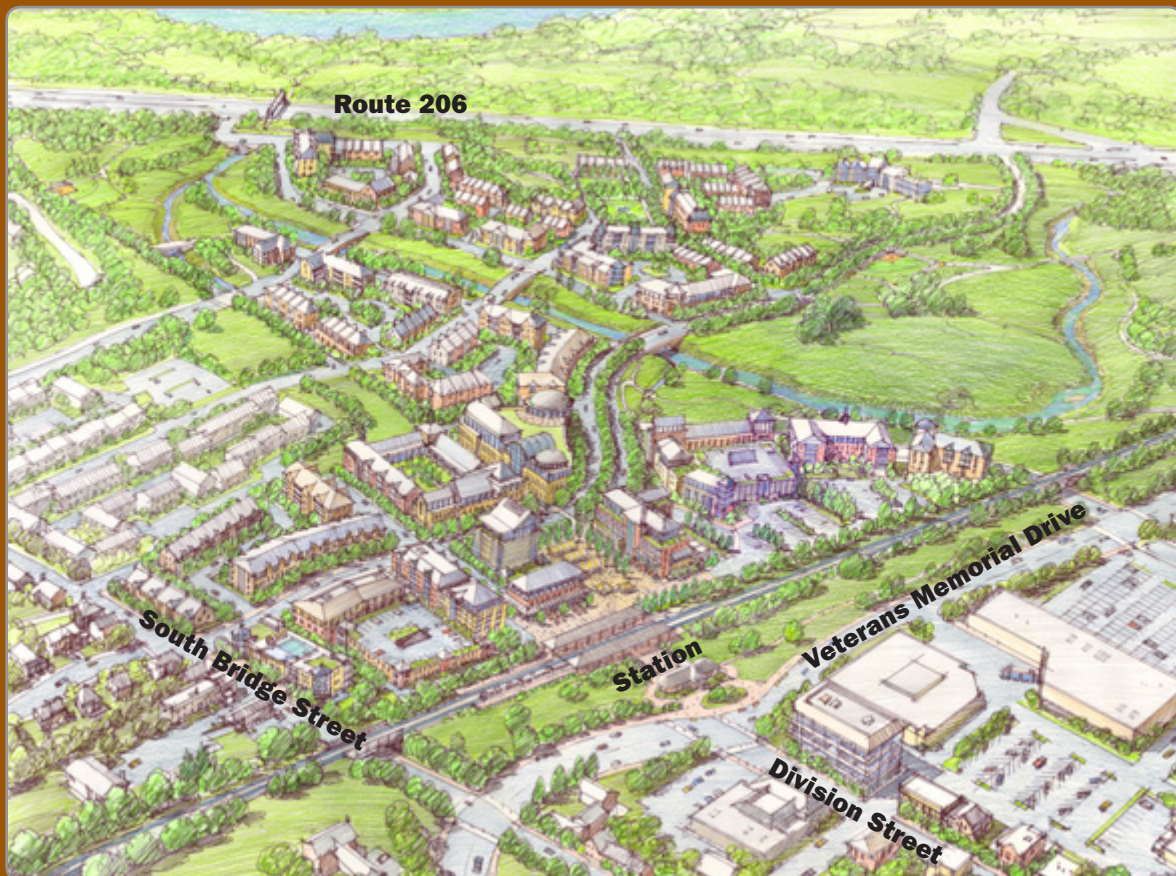 Route 206
Veterans Memorial Drive
South Bridge Street
Station
Division Street